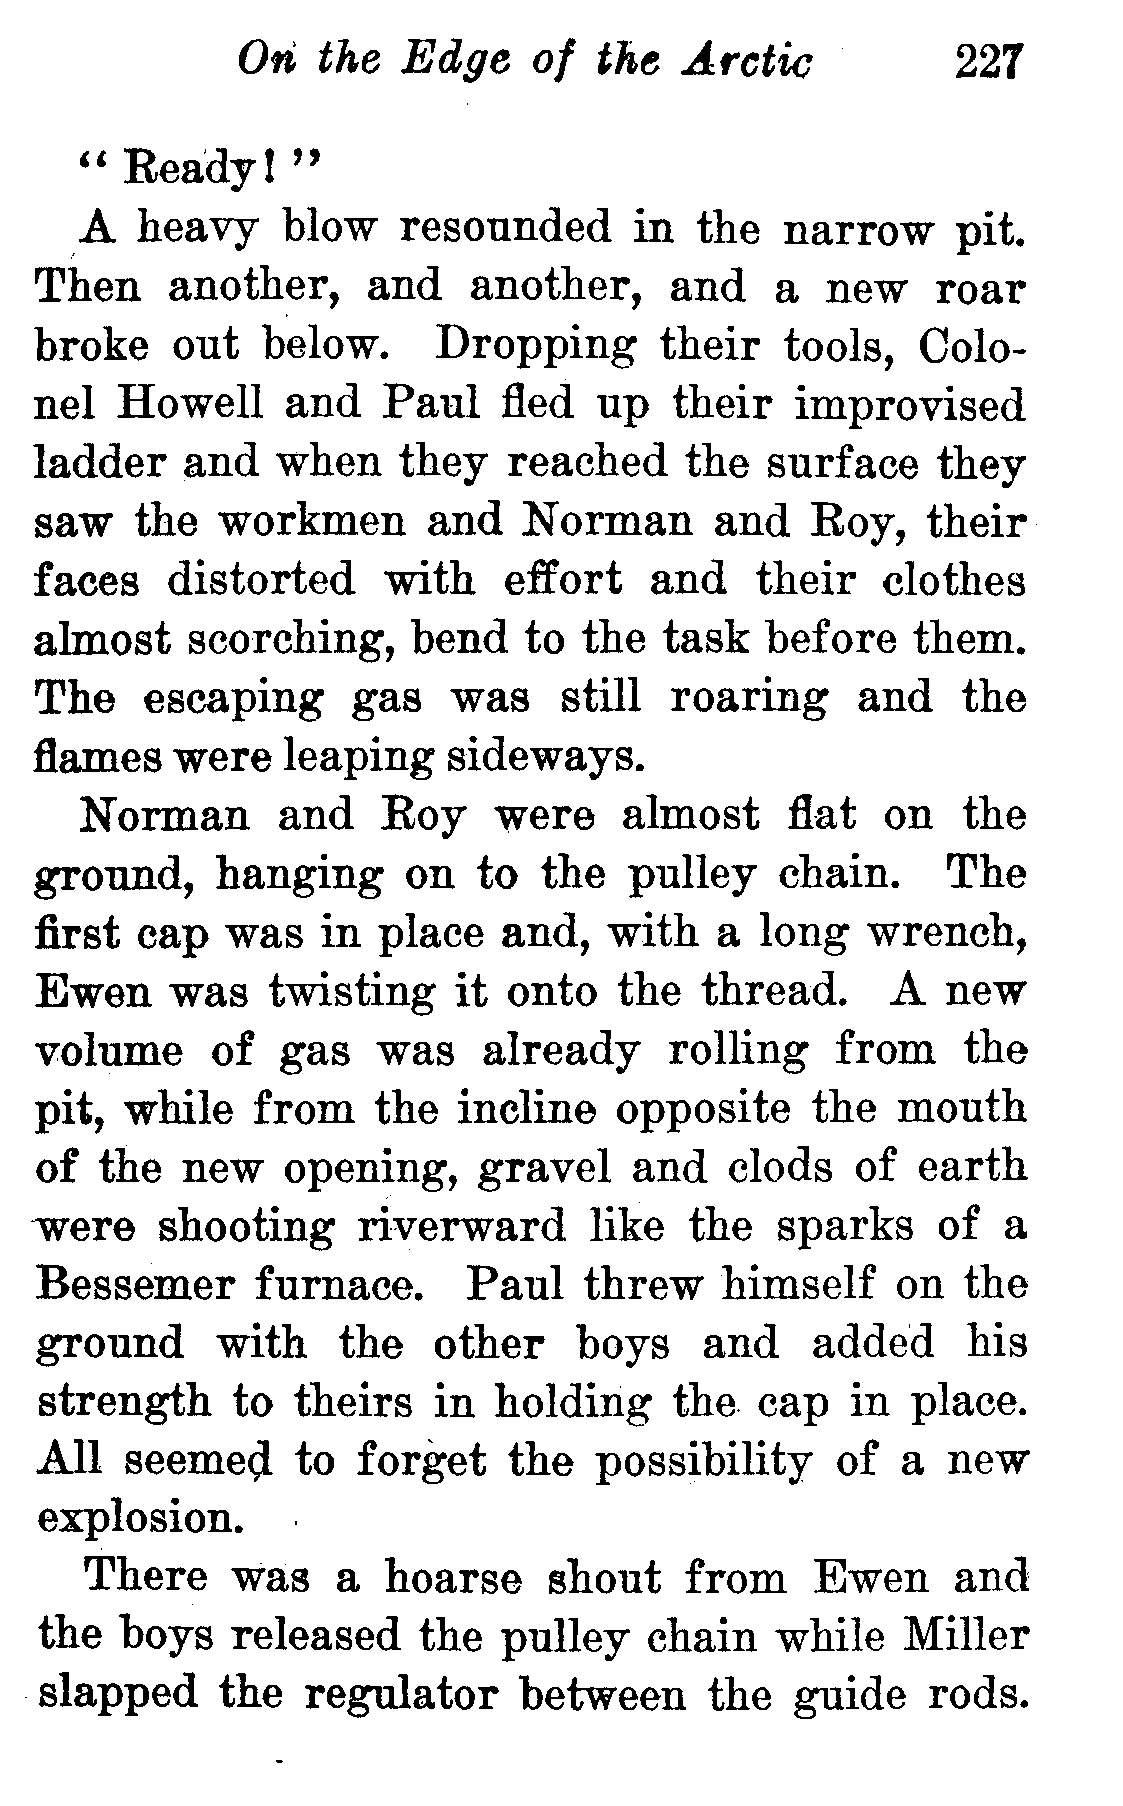 On the Edge of the Arctic 227
“ Ready! ”
A heavy blow resounded in the narrow pit.
Then another, and another, and a new roar
broke out below. Dropping their tools, Colo-
nel Howell and Paul fled up their improvised
ladder and when they reached the surface they
saw the workmen and Norman and Roy, their
faces distorted with effort and their clothes
almost scorching, bend to the task before them.
The escaping gas was still roaring and the
flames were leaping sideways.
Norman and Roy were almost flat on the
ground, hanging on to the pulley chain. The
first cap was in place and, with a long wrench,
Ewen was twisting it onto the thread. A new
volume of gas was already rolling from the
pit, while from the incline opposite the mouth
of the new opening, gravel and clods of earth
were shooting riverward like the sparks of a
Bessemer furnace. Paul threw himself on the
ground with the other boys and added his
strength to theirs in holding the cap in place.
All seemed to forget the possibility of a new
explosion.
There was a hoarse shout from Ewen and
the boys released the pulley chain while Miller
slapped the regulator between the guide rods.